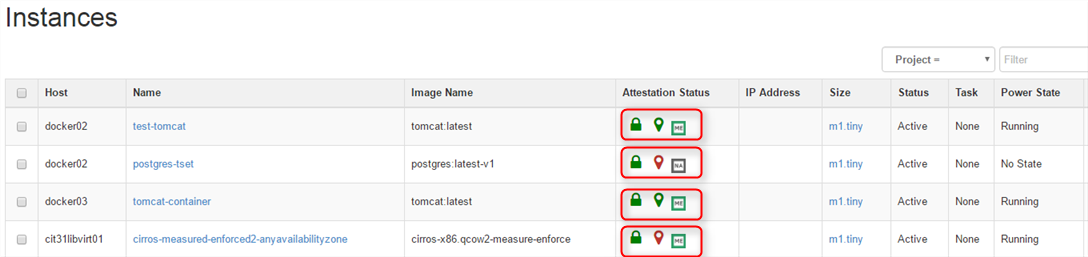 Instances
Project = Filter
Host Name Image Name Attestation Status IP Address Size Status Task Power State
docker02 test-tomcat tomcat:latest ME m1.tiny Active None Running
docker02 postgres-tset postgres:latest-v1 NA m1.tiny Active None No State
docker03 tomcat-container tomcat:latest ME m1.tiny Active None Running
cit31libvirt01 cirros-measured-enforced2-anyavailabilityzone cirros-x86.qcow2-measure-enforce ME m1.tiny Active None Running